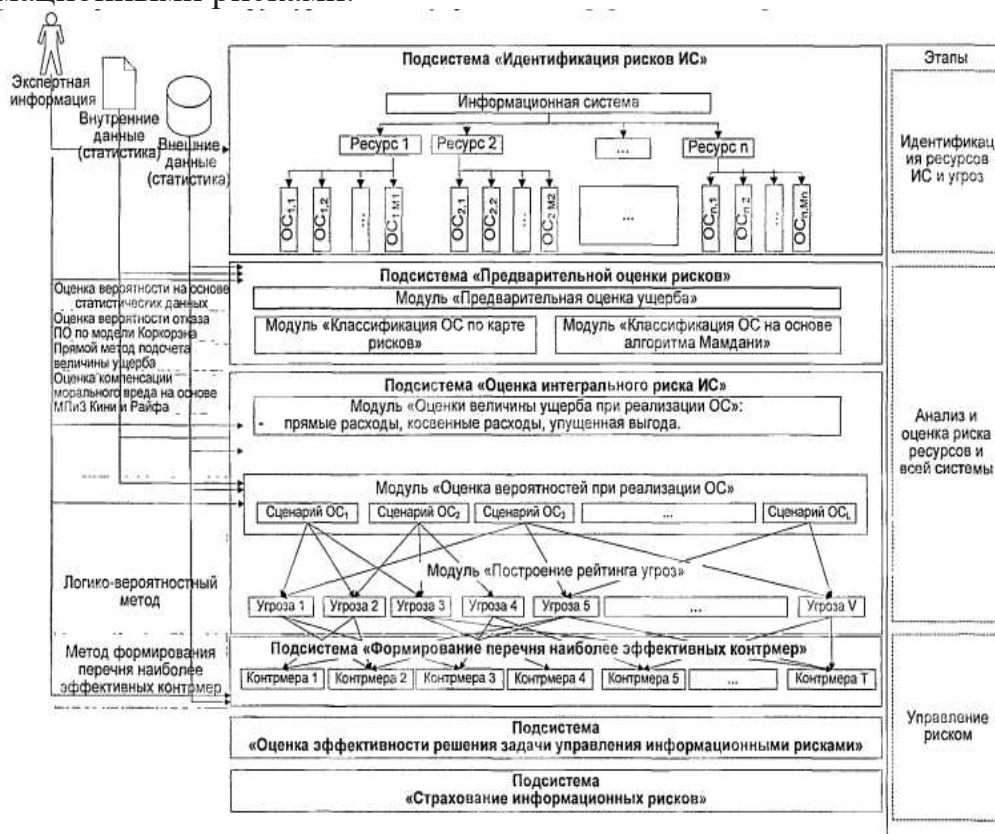 мационными рисками.
Экспертная
информация
Внутренние
данные
(статистика)
Внешние
данные
(статистика)
Подсистема «Идентификация рисков ИС»
Информационная система
Ресурс 1
Ресурс 2
...
Ресурс n
ОС1,1
ОС1,2
...
ОС1 М1
ОС2,1
ОС2,2
...
ОС2 М2
...
ОСn,1
ОСn 2
...
ОСn,Mn
Этапы
Идентификац
ия ресурсов
ИС и угроз
Оценка вероятности на основе
статистических данных
Оценка вероятности отказа
ПО по модели Коркорэна
Прямой метод подсчета
величины ущерба
Оценка компенсации
морального вреда на основе
МПиЗ Кини и Райфа
Подсистема «Предварительной оценки рисков»
Модуль «Предварительная оценка ущерба»
Модуль «Классификация ОС по карте
рисков»
Модуль «Классификация ОС на основе
алгоритма Мамдани»
Подсистема «Оценка интегрального риска ИС»
Модуль «Оценки величины ущерба при реализации ОС»:
- прямые расходы, косвенные расходы, упущенная выгода.
Модуль «Оценка вероятностей при реализации ОС»
Сценарий ОС1
Сценарий ОС2
Сценарий ОС3
...
Сценарий ОСL
Анализ и
оценка риска
ресурсов и
всей системы
Логико-вероятностный
метод
Модуль «Построение рейтинга угроз»
Угроза 1
Угроза 2
Угроза 3
Угроза 4
Угроза 5
...
Угроза V
Метод формирования
перечня наиболее
эффективных контрмер
Подсистема «Формирование перечня наиболее эффективных контрмер»
Контрмера 1
Контрмера 2
Контрмера 3
Контрмера 4
Контрмера 5
...
Контрмера Т
Подсистема
«Оценка эффективности решения задачи управления информационными рисками»
Подсистема
«Страхование информационных рисков»
Управление
риском